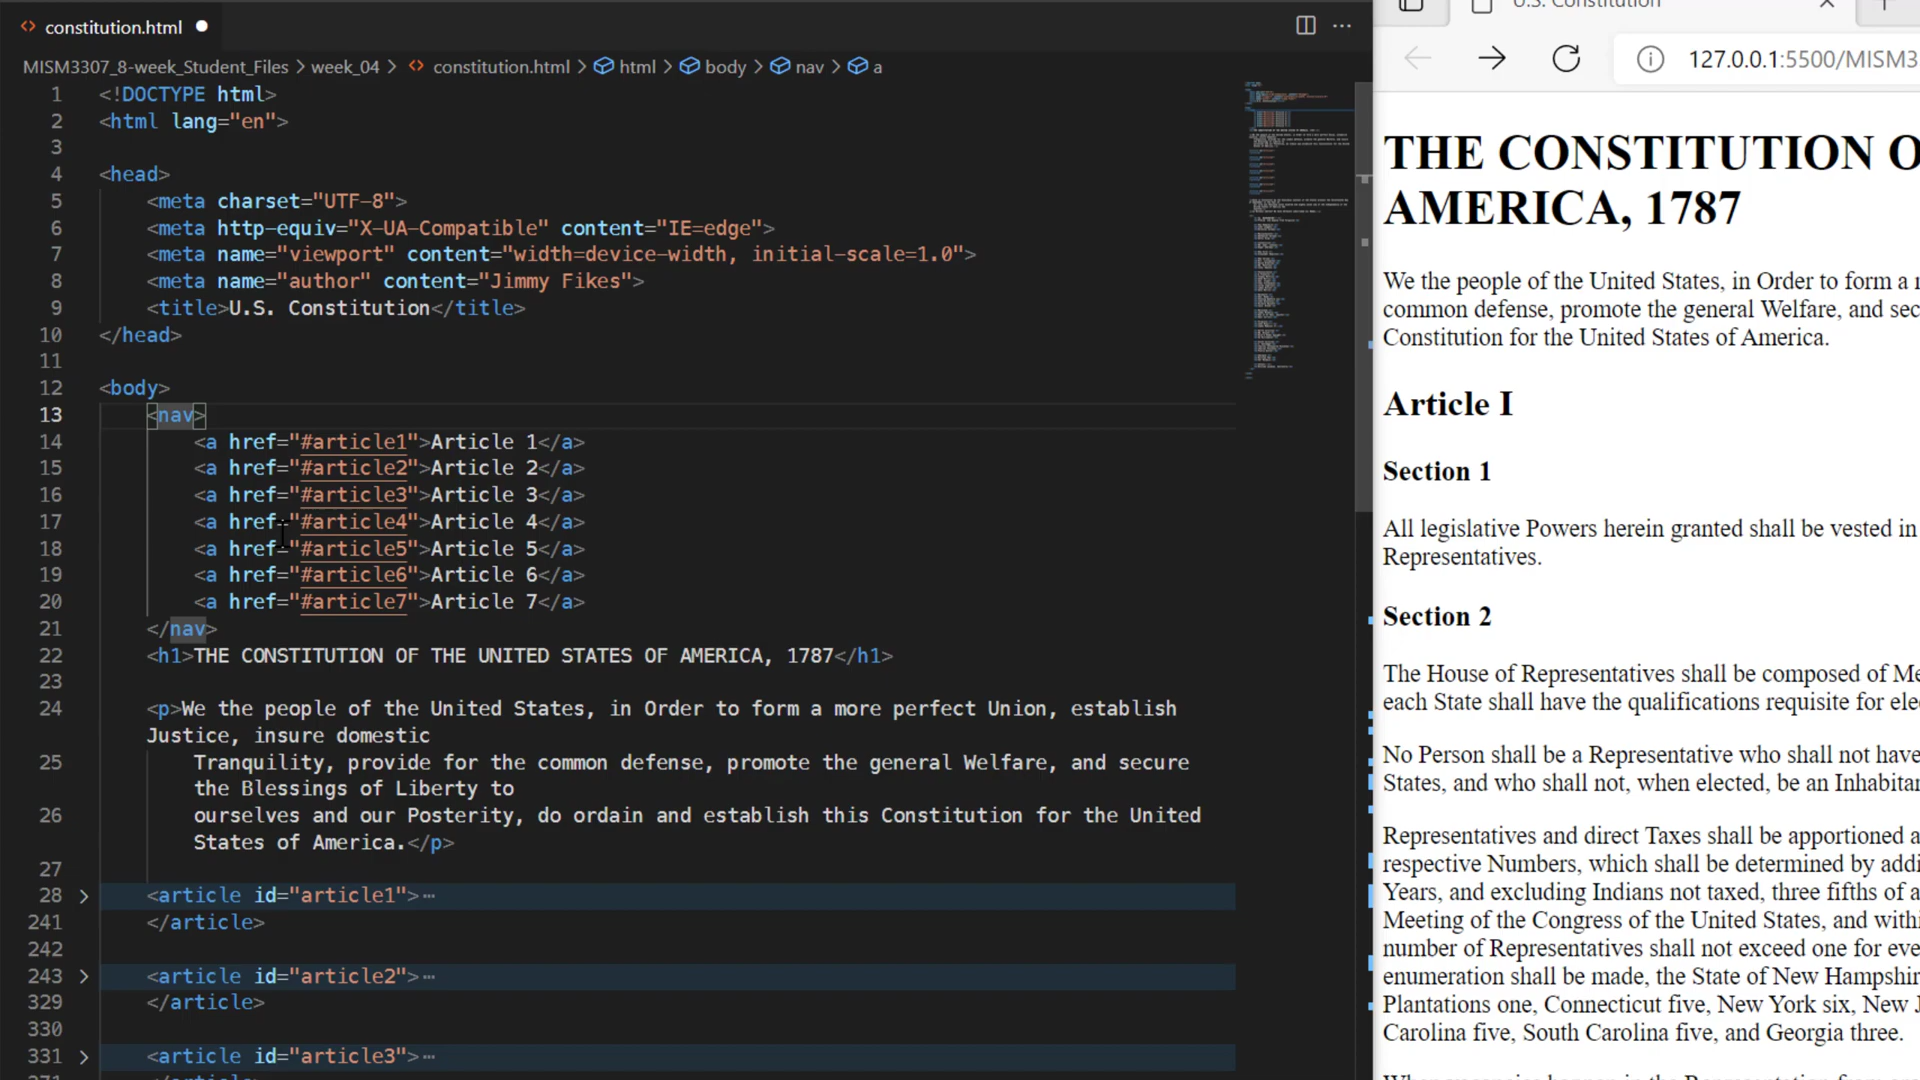 constitution.html
MISM3307_8-week_Student_Files > week_04 > constitution.html > html > body > nav > a
1 <!DOCTYPE html>
2 <html lang="en">
3
4 <head>
5 <meta charset="UTF-8">
6 <meta http-equiv="X-UA-Compatible" content="IE=edge">
7 <meta name="viewport" content="width=device-width, initial-scale=1.0">
8 <meta name="author" content="Jimmy Fikes">
9 <title>U.S. Constitution</title>
10 </head>
11
12 <body>
13 <nav>
14 <a href="#article1">Article 1</a>
15 <a href="#article2">Article 2</a>
16 <a href="#article3">Article 3</a>
17 <a href="#article4">Article 4</a>
18 <a href="#article5">Article 5</a>
19 <a href="#article6">Article 6</a>
20 <a href="#article7">Article 7</a>
21 </nav>
22 <h1>THE CONSTITUTION OF THE UNITED STATES OF AMERICA, 1787</h1>
23
24 <p>We the people of the United States, in Order to form a more perfect Union, establish
Justice, insure domestic
25 Tranquility, provide for the common defense, promote the general Welfare, and secure
the Blessings of Liberty to
26 ourselves and our Posterity, do ordain and establish this Constitution for the United
States of America.</p>
27
28 <article id="article1">⋯
241 </article>
242
243 <article id="article2">⋯
329 </article>
330
331 <article id="article3">⋯
371 </article>
U.S. Constitution
127.0.0.1:5500/MISM3
THE CONSTITUTION O
AMERICA, 1787
We the people of the United States, in Order to form a
common defense, promote the general Welfare, and sec
Constitution for the United States of America.
Article I
Section 1
All legislative Powers herein granted shall be vested in
Representatives.
Section 2
The House of Representatives shall be composed of Me
each State shall have the qualifications requisite for ele
No Person shall be a Representative who shall not have
States, and who shall not, when elected, be an Inhabitan
Representatives and direct Taxes shall be apportioned a
respective Numbers, which shall be determined by addi
Years, and excluding Indians not taxed, three fifths of a
Meeting of the Congress of the United States, and withi
number of Representatives shall not exceed one for eve
enumeration shall be made, the State of New Hampshir
Plantations one, Connecticut five, New York six, New J
Carolina five, South Carolina five, and Georgia three.